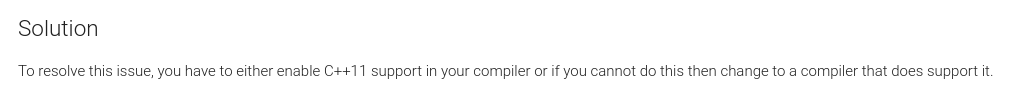 Solution
To resolve this issue, you have to either enable C++11 support in your compiler or if you cannot do this then change to a compiler that does support it.